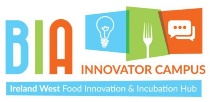 BIA
INNOVATOR CAMPUS
Ireland West Food Innovation & Incubation Hub